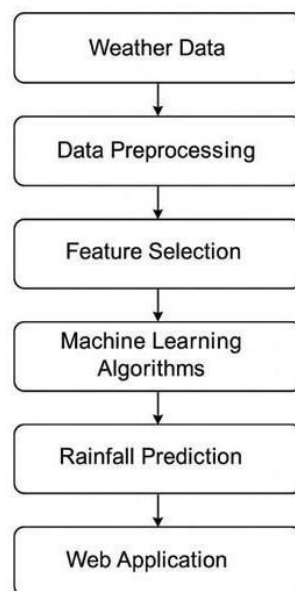 Weather Data
Data Preprocessing
Feature Selection
Machine Learning
Algorithms
Rainfall Prediction
Web Application